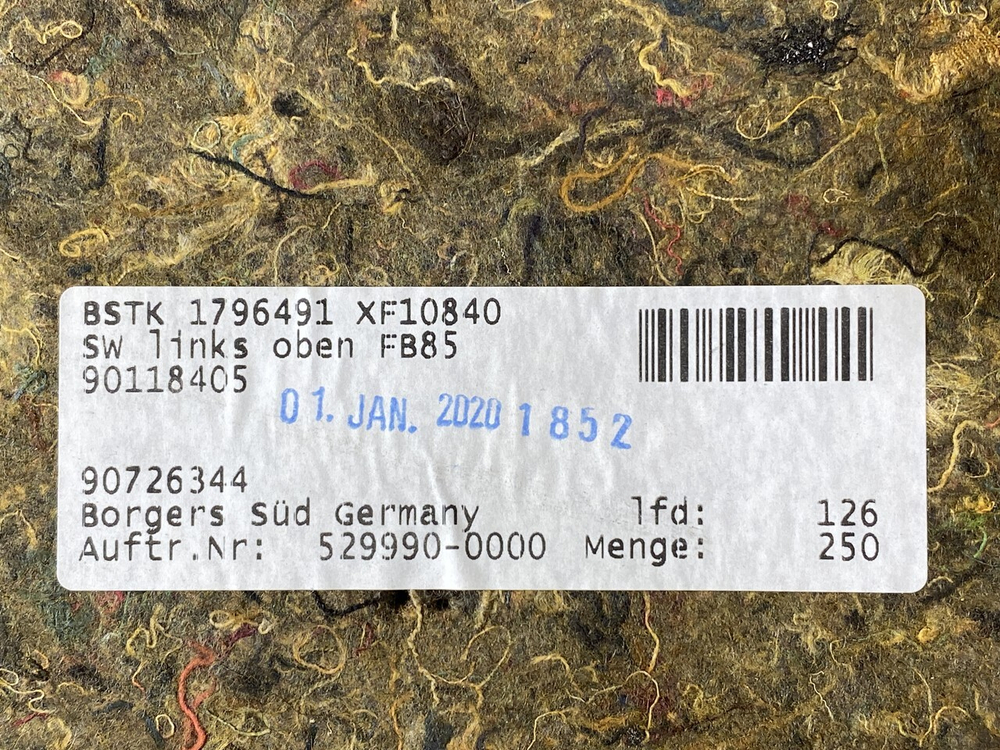 BSTK 1796491 XF10840
SW links oben FB85
90118405
01. JAN. 2020 1852
90726344
Borgers Süd Germany lfd: 126
Auftr.Nr: 529990-0000 Menge: 250